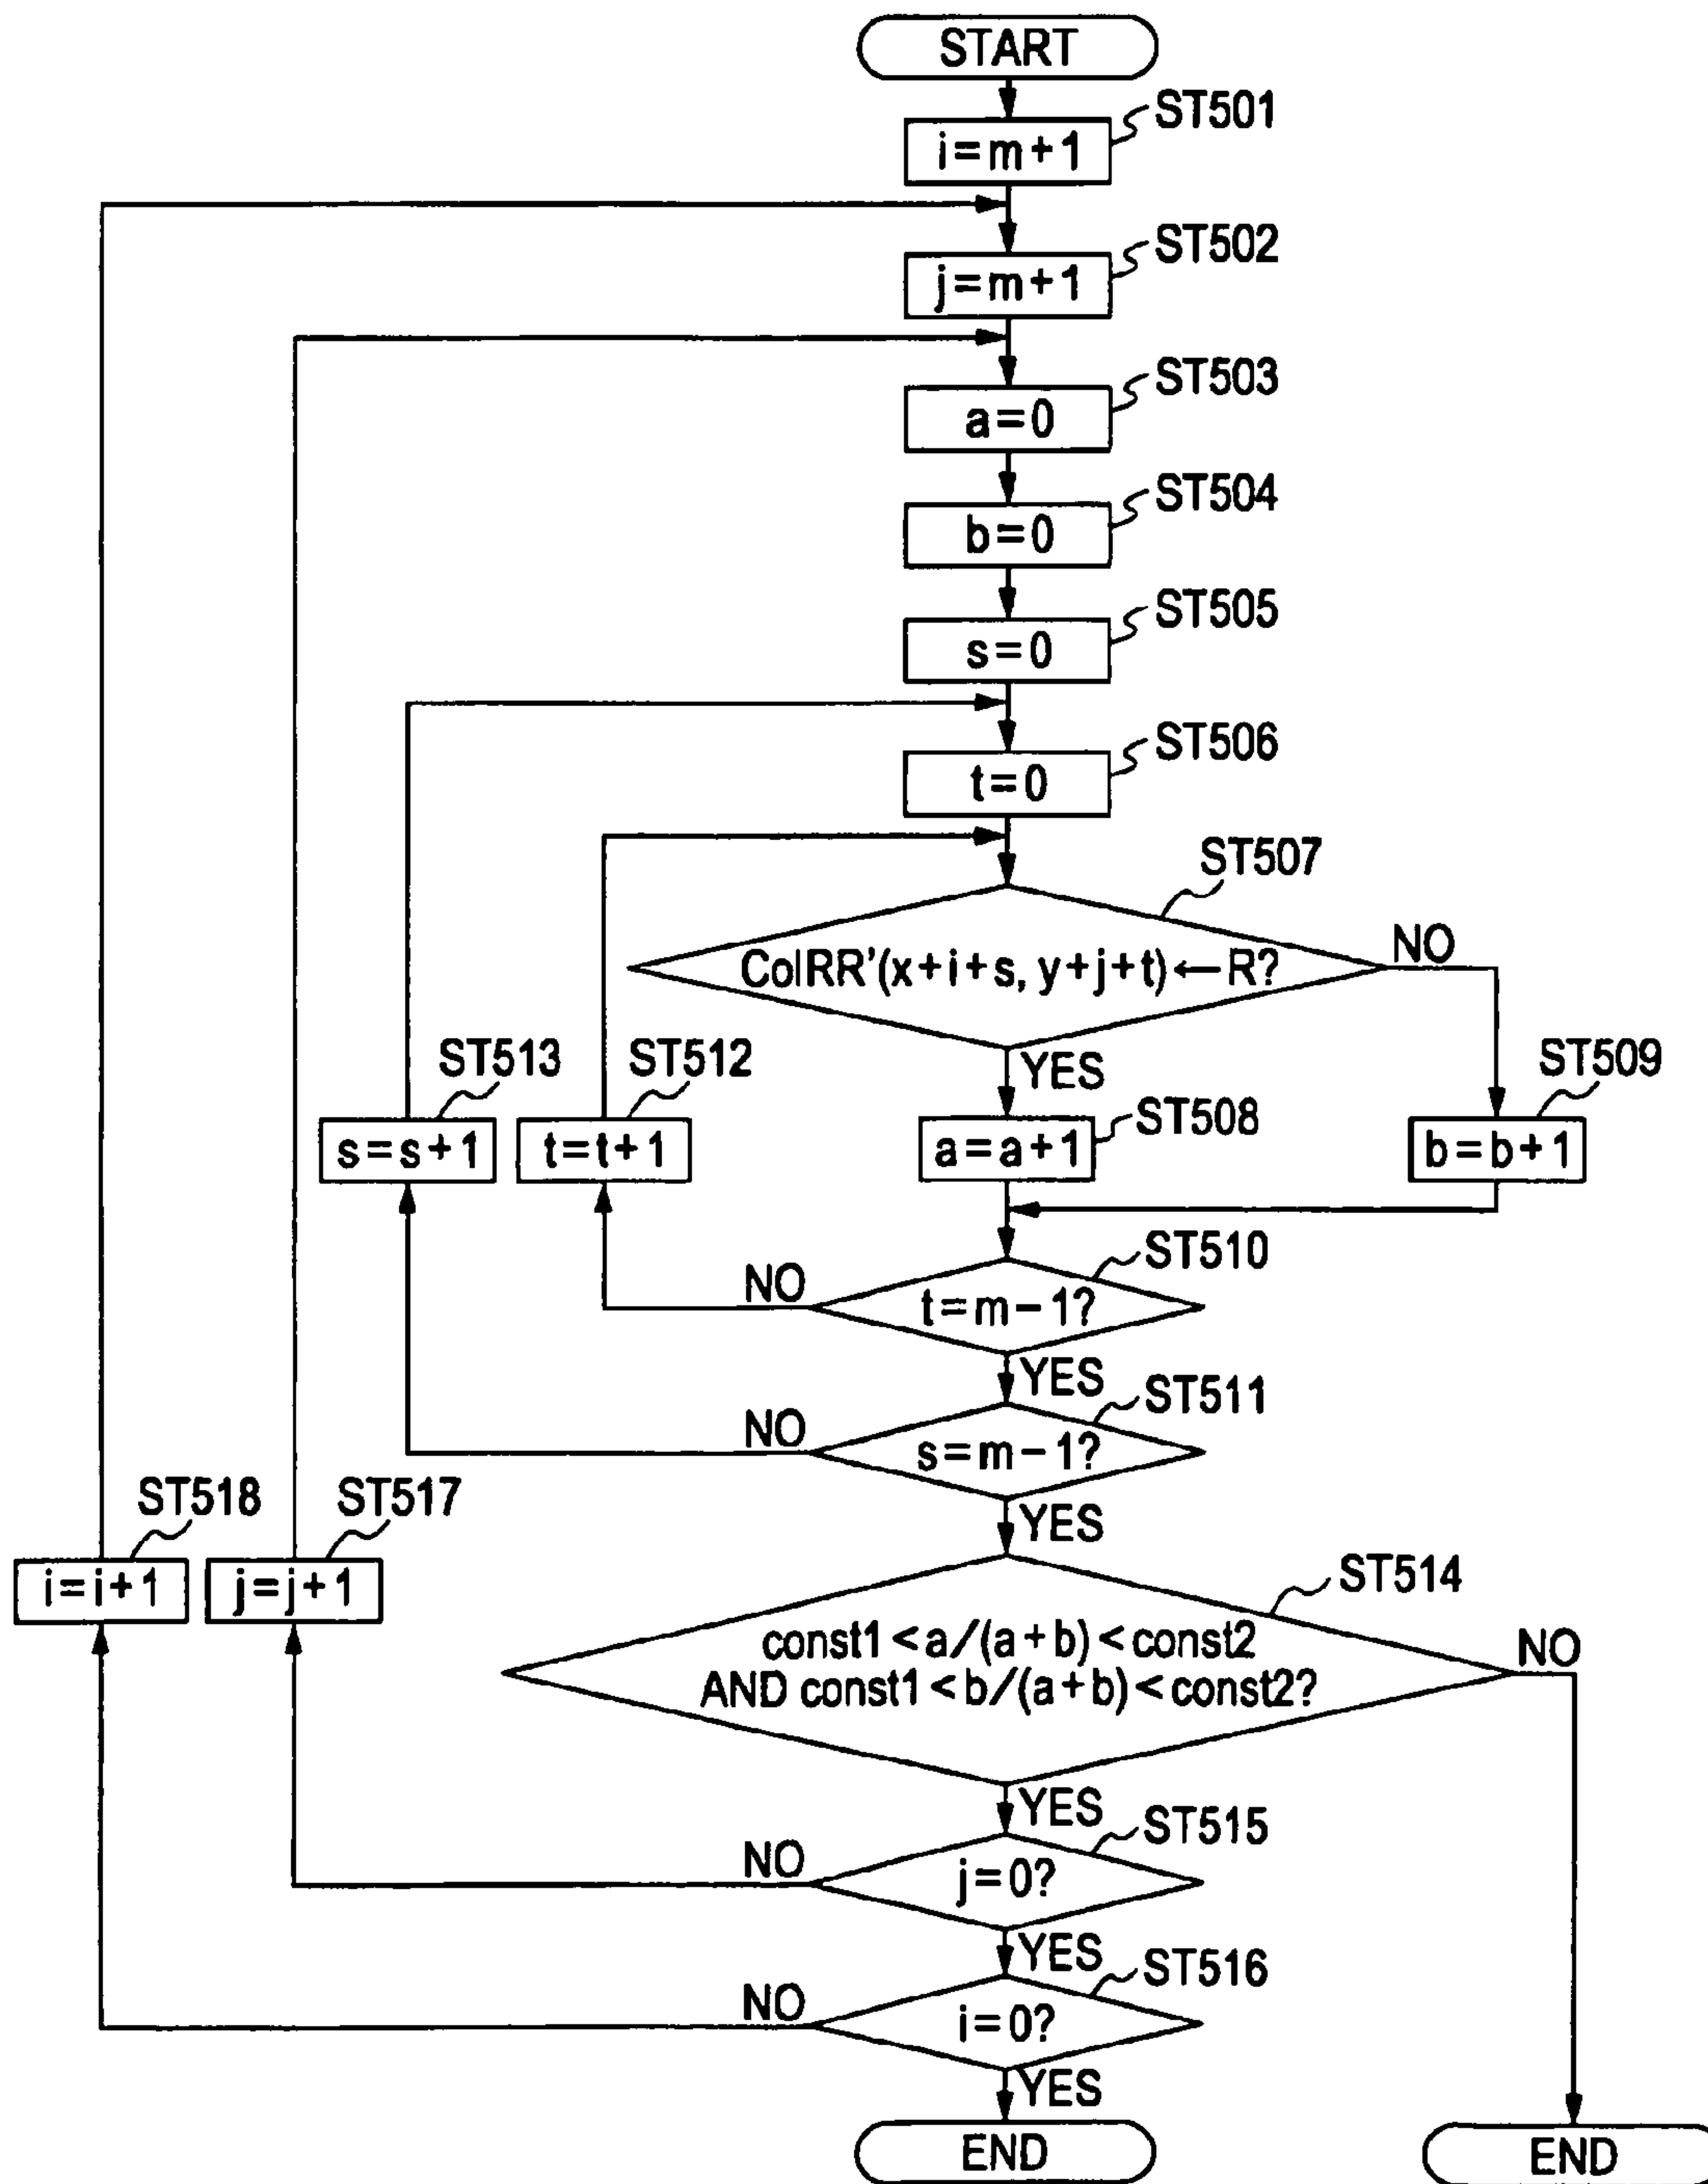 START
ST501
i=m+1
ST502
j=m+1
ST503
a=0
ST504
b=0
ST505
s=0
ST506
t=0
ST507
ColRR'(x+i+s, y+j+t)←R?
NO
YES
ST513
ST512
ST508
ST509
s=s+1
t=t+1
a=a+1
b=b+1
ST510
NO
t=m−1?
YES
ST511
NO
s=m−1?
YES
ST518
ST517
i=i+1
j=j+1
ST514
const1<a/(a+b)<const2
AND const1<b/(a+b)<const2?
NO
YES
ST515
NO
j=0?
YES
ST516
NO
i=0?
YES
END
END